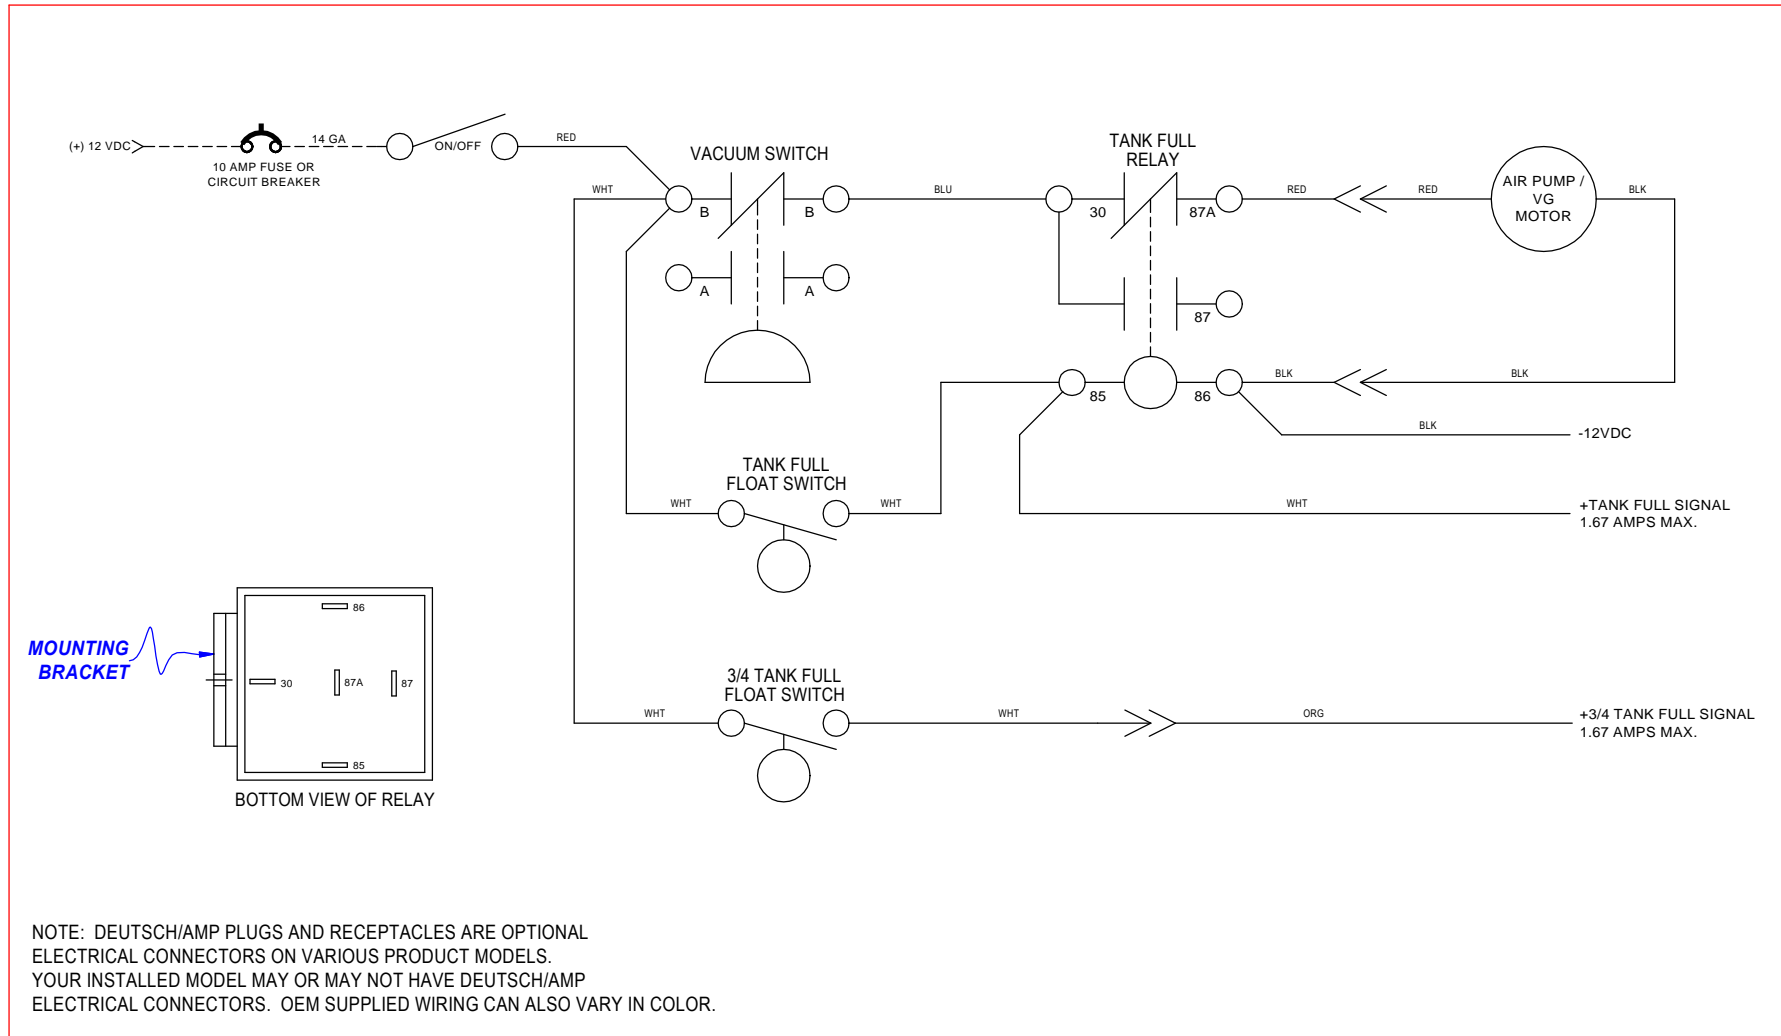 (+) 12 VDC
14 GA
ON/OFF
RED
10 AMP FUSE OR
CIRCUIT BREAKER
VACUUM SWITCH
TANK FULL
RELAY
WHT
B
B
BLU
30
87A
RED
RED
AIR PUMP /
VG
MOTOR
BLK
A
A
87
85
86
BLK
BLK
BLK
-12VDC
TANK FULL
FLOAT SWITCH
WHT
WHT
WHT
+TANK FULL SIGNAL
1.67 AMPS MAX.
86
MOUNTING
BRACKET
30
87A
87
85
BOTTOM VIEW OF RELAY
3/4 TANK FULL
FLOAT SWITCH
WHT
WHT
ORG
+3/4 TANK FULL SIGNAL
1.67 AMPS MAX.
NOTE: DEUTSCH/AMP PLUGS AND RECEPTACLES ARE OPTIONAL
ELECTRICAL CONNECTORS ON VARIOUS PRODUCT MODELS.
YOUR INSTALLED MODEL MAY OR MAY NOT HAVE DEUTSCH/AMP
ELECTRICAL CONNECTORS. OEM SUPPLIED WIRING CAN ALSO VARY IN COLOR.